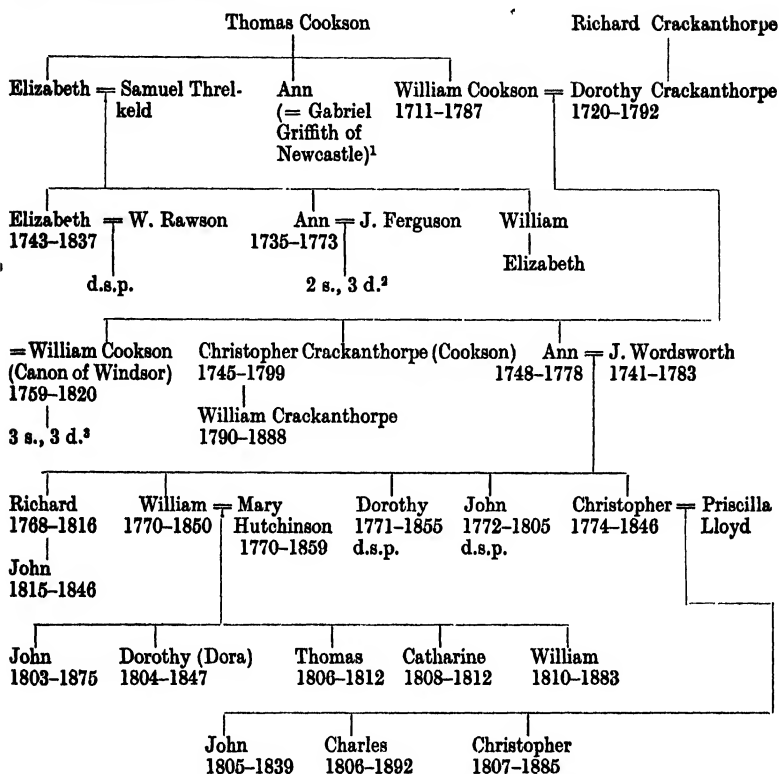 Thomas Cookson Richard Crackanthorpe
Elizabeth = Samuel Threl- Ann William Cookson = Dorothy Crackanthorpe
keld (= Gabriel 1711–1787 1720–1792
Griffith of
Newcastle)¹
Elizabeth = W. Rawson Ann = J. Ferguson William
1743–1837 1735–1773
Elizabeth
d.s.p. 2 s., 3 d.²
=William Cookson Christopher Crackanthorpe (Cookson) Ann = J. Wordsworth
(Canon of Windsor) 1745–1799 1748–1778 1741–1783
1759–1820
William Crackanthorpe
3 s., 3 d.³ 1790–1888
Richard William = Mary Dorothy John Christopher = Priscilla
1768–1816 1770–1850 Hutchinson 1771–1855 1772–1805 1774–1846 Lloyd
1770–1859 d.s.p. d.s.p.
John
1815–1846
John Dorothy (Dora) Thomas Catharine William
1803–1875 1804–1847 1806–1812 1808–1812 1810–1883
John Charles Christopher
1805–1839 1806–1892 1807–1885